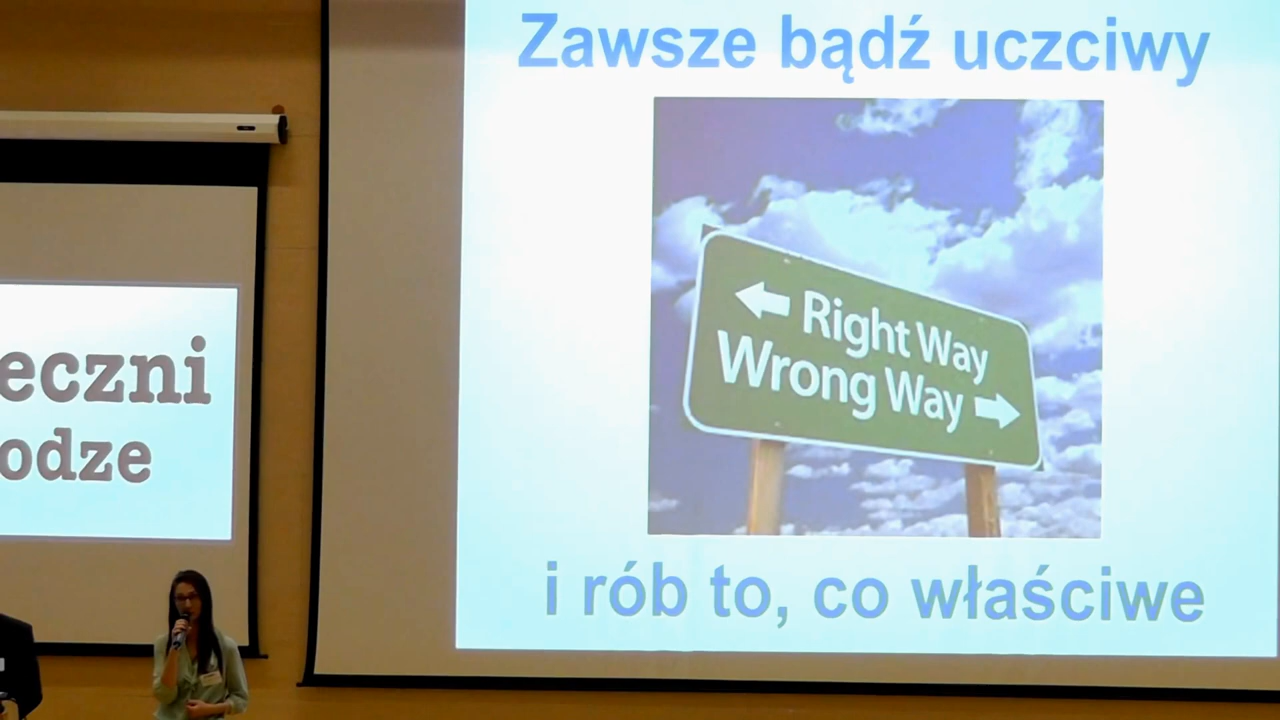 Zawsze bądź uczciwy
Right Way
Wrong Way
i rób to, co właściwe
eczni
odze